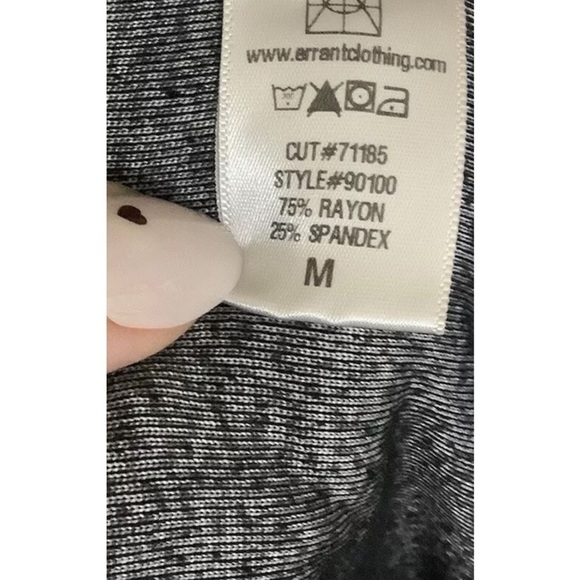 www.errantclothing.com
CUT#71185
STYLE#90100
75% RAYON
25% SPANDEX
M